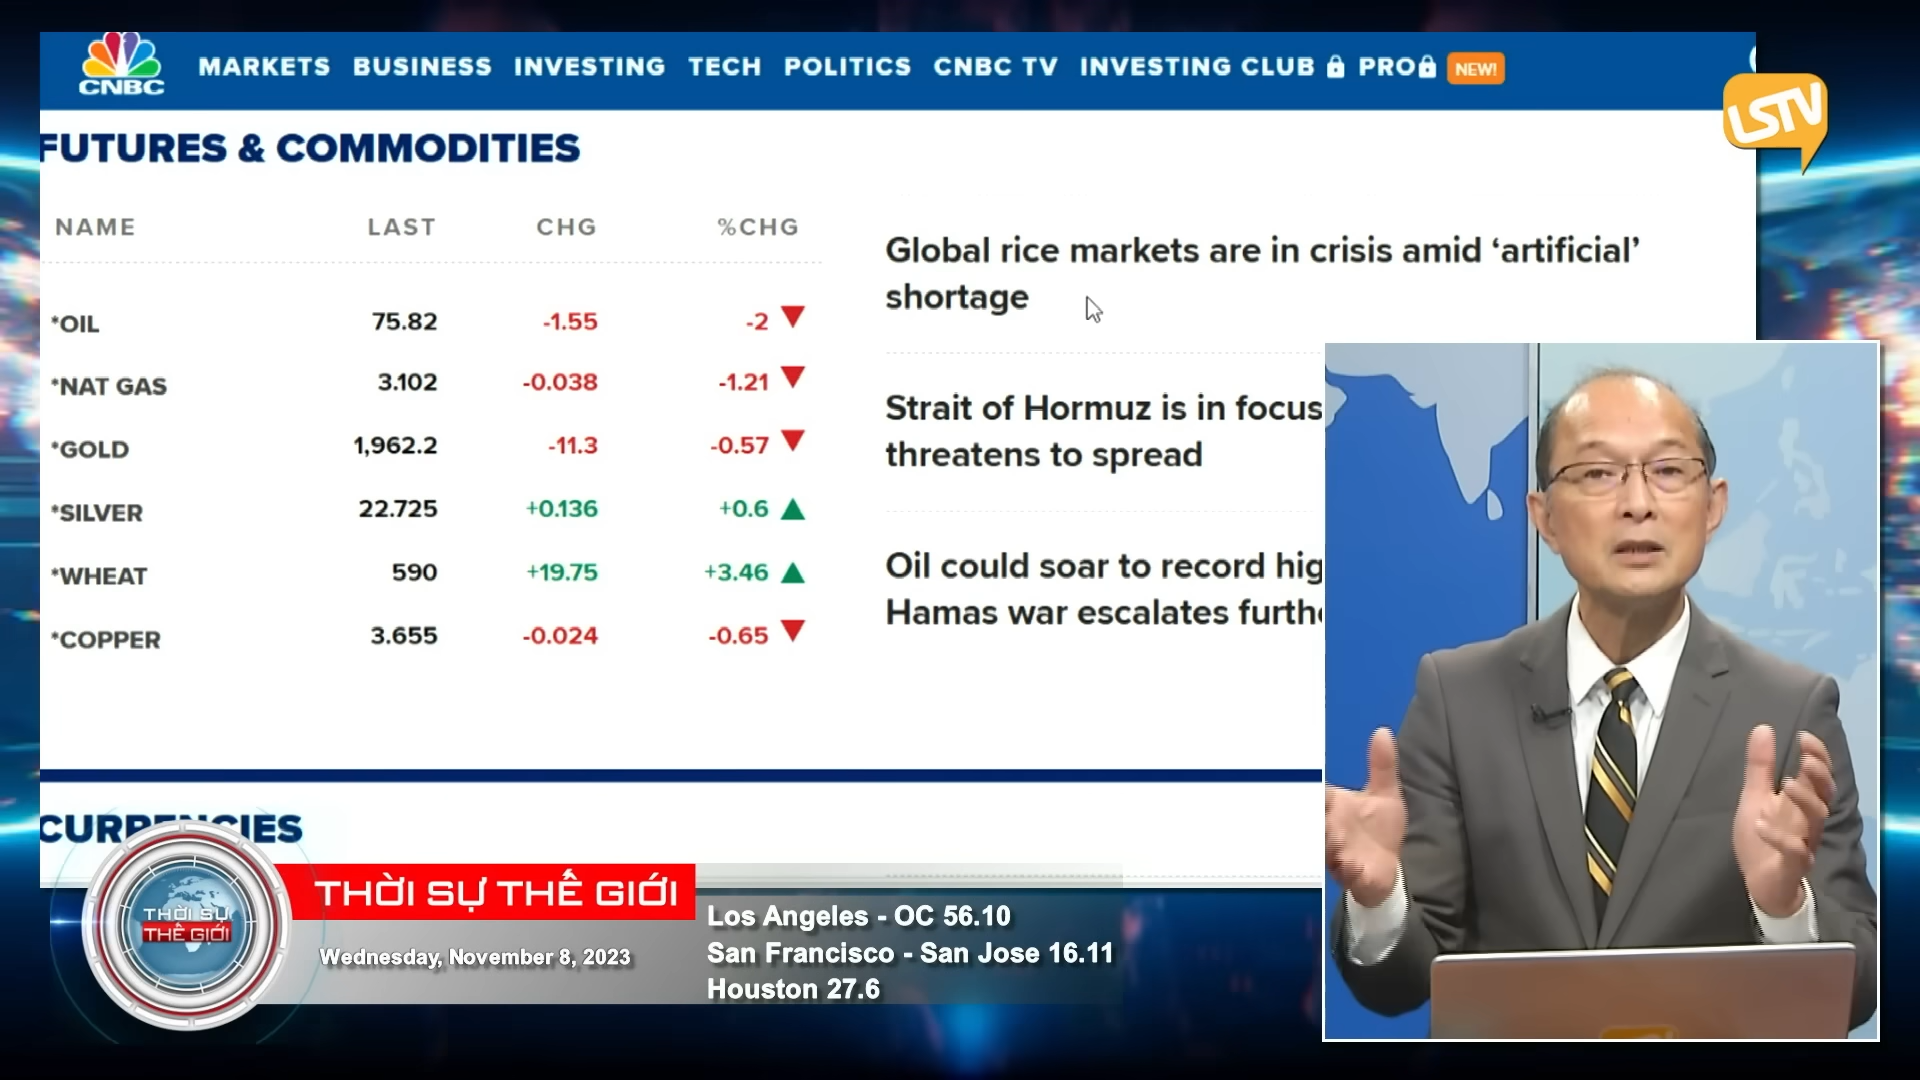 CNBC MARKETS BUSINESS INVESTING TECH POLITICS CNBC TV INVESTING CLUB PRO NEW!
LSTV
FUTURES & COMMODITIES
NAME LAST CHG %CHG
*OIL 75.82 -1.55 -2
*NAT GAS 3.102 -0.038 -1.21
*GOLD 1,962.2 -11.3 -0.57
*SILVER 22.725 +0.136 +0.6
*WHEAT 590 +19.75 +3.46
*COPPER 3.655 -0.024 -0.65
Global rice markets are in crisis amid ‘artificial’
shortage
Strait of Hormuz is in focus
threatens to spread
Oil could soar to record hig
Hamas war escalates furthe
CURRENCIES
THỜI SỰ
THẾ GIỚI
THỜI SỰ THẾ GIỚI
Wednesday, November 8, 2023
Los Angeles - OC 56.10
San Francisco - San Jose 16.11
Houston 27.6